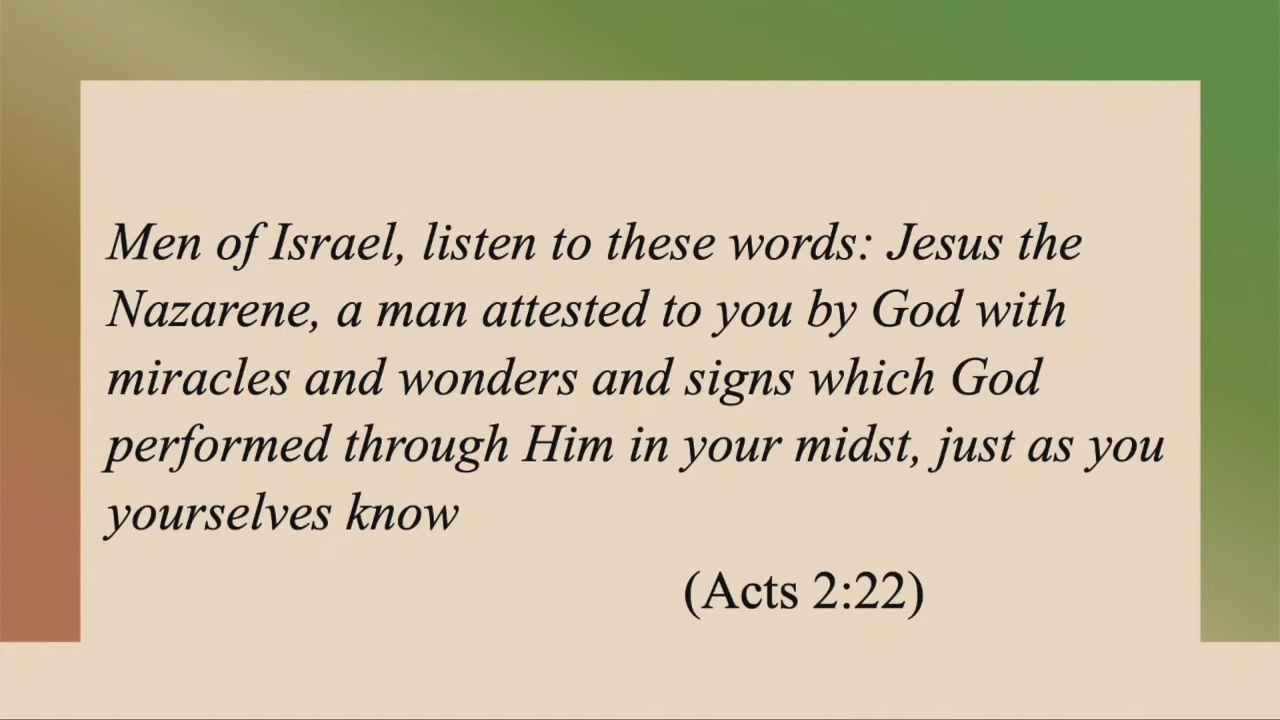 Men of Israel, listen to these words: Jesus the
Nazarene, a man attested to you by God with
miracles and wonders and signs which God
performed through Him in your midst, just as you
yourselves know
(Acts 2:22)